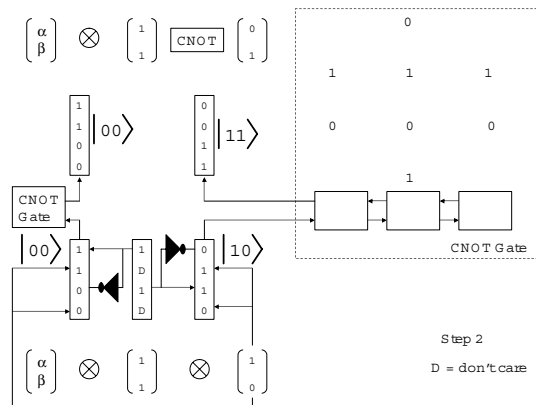 α β ⊗ 1 1 CNOT 0 1
0
1 1 1
0 0 0
1
1 1 0 0 |00⟩
0 0 1 1 |11⟩
CNOT Gate
CNOT Gate
|00⟩ 1 1 0 0
1 D 1 D
0 1 1 0 |10⟩
Step 2
D = don't care
α β ⊗ 1 1 ⊗ 1 0